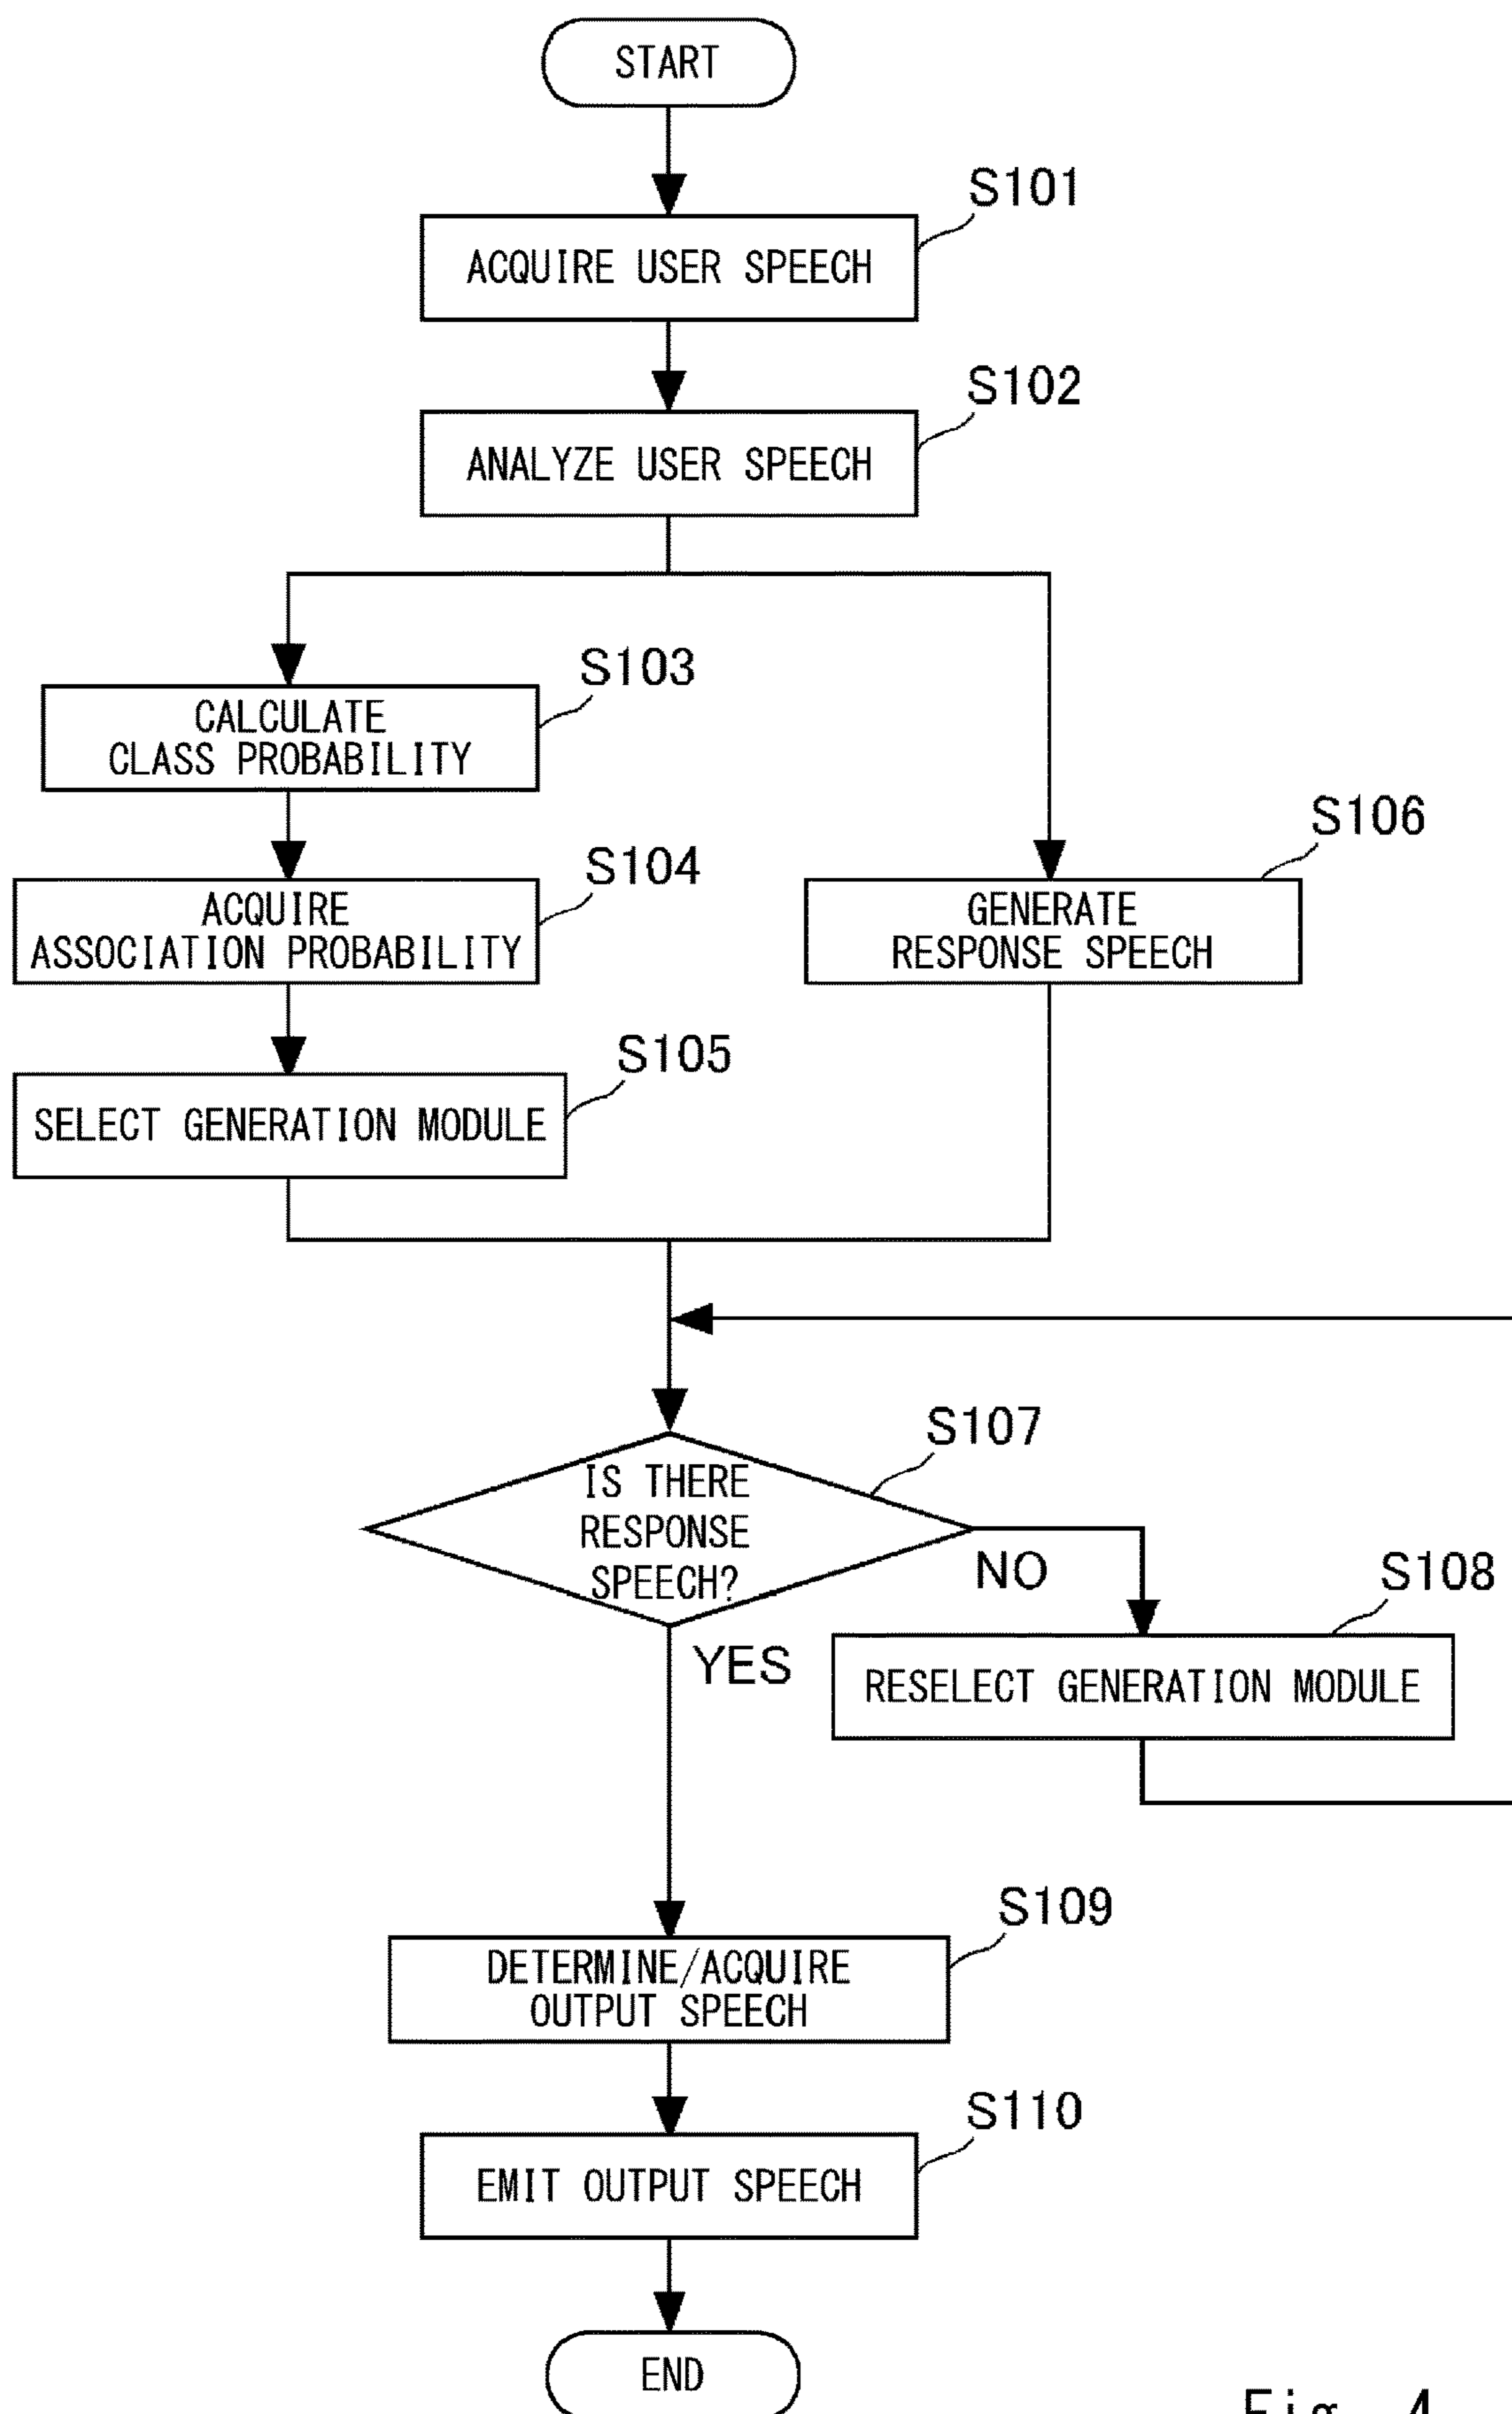 START
S101
ACQUIRE USER SPEECH
S102
ANALYZE USER SPEECH
S103
CALCULATE
CLASS PROBABILITY
S104
ACQUIRE
ASSOCIATION PROBABILITY
S105
SELECT GENERATION MODULE
S106
GENERATE
RESPONSE SPEECH
S107
IS THERE
RESPONSE
SPEECH?
NO
YES
S108
RESELECT GENERATION MODULE
S109
DETERMINE/ACQUIRE
OUTPUT SPEECH
S110
EMIT OUTPUT SPEECH
END
Fig. 4